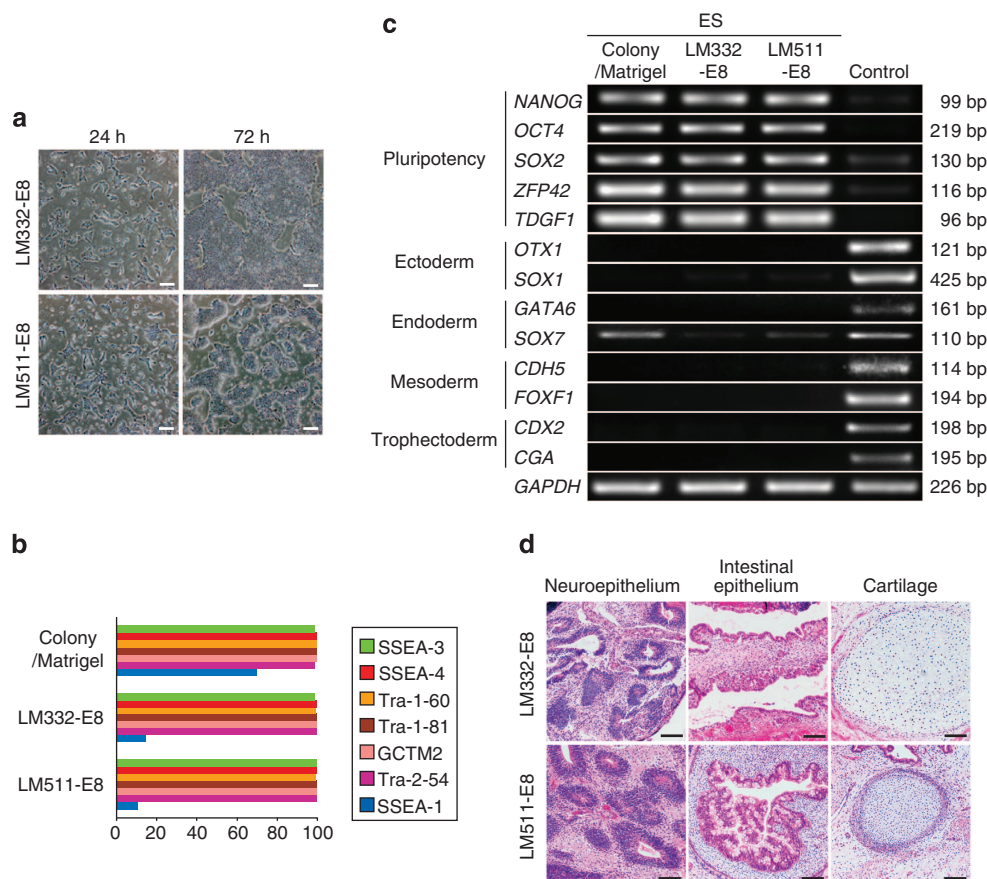 a
24 h 72 h
LM332-E8
LM511-E8
b
Colony
/Matrigel
LM332-E8
LM511-E8
0 20 40 60 80 100
SSEA-3
SSEA-4
Tra-1-60
Tra-1-81
GCTM2
Tra-2-54
SSEA-1
c
ES
Colony
/Matrigel
LM332
-E8
LM511
-E8
Control
Pluripotency
NANOG 99 bp
OCT4 219 bp
SOX2 130 bp
ZFP42 116 bp
TDGF1 96 bp
Ectoderm
OTX1 121 bp
SOX1 425 bp
Endoderm
GATA6 161 bp
SOX7 110 bp
Mesoderm
CDH5 114 bp
FOXF1 194 bp
Trophectoderm
CDX2 198 bp
CGA 195 bp
GAPDH 226 bp
d
Neuroepithelium
Intestinal
epithelium
Cartilage
LM332-E8
LM511-E8